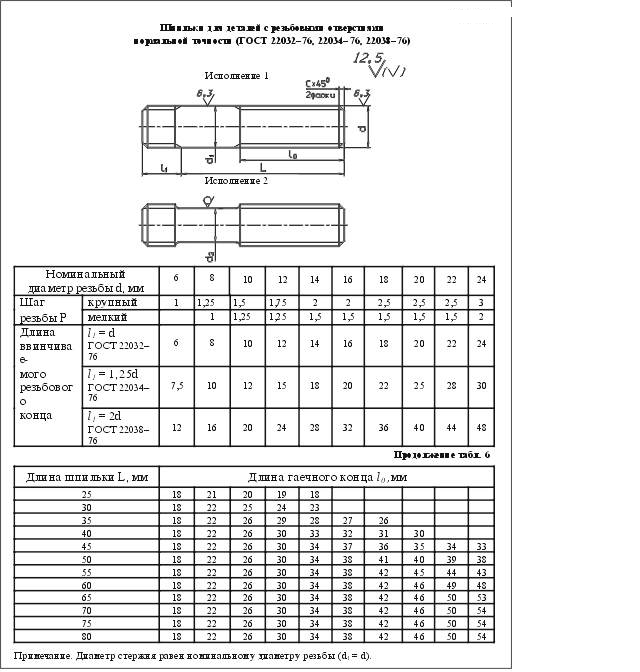 Шпильки для деталей с резьбовыми отверстиями
нормальной точности (ГОСТ 22032–76, 22034–76, 22038–76)
12,5 (√)
Исполнение 1
6.3 C×45° 6.3
2фаски
d1 l0 d
l1 L
Исполнение 2
d2
Номинальный диаметр резьбы d, мм 6 8 10 12 14 16 18 20 22 24
Шаг резьбы P крупный 1 1,25 1,5 1,75 2 2 2,5 2,5 2,5 3
мелкий 1 1,25 1,25 1,5 1,5 1,5 1,5 1,5 2
Длина ввинчивае-мого резьбового конца
l1 = d ГОСТ 22032–76 6 8 10 12 14 16 18 20 22 24
l1 = 1,25d ГОСТ 22034–76 7,5 10 12 15 18 20 22 25 28 30
l1 = 2d ГОСТ 22038–76 12 16 20 24 28 32 36 40 44 48
Продолжение табл. 6
Длина шпильки L, мм Длина гаечного конца l0, мм
25 18 21 20 19 18
30 18 22 25 24 23
35 18 22 26 29 28 27 26
40 18 22 26 30 33 32 31 30
45 18 22 26 30 34 37 36 35 34 33
50 18 22 26 30 34 38 41 40 39 38
55 18 22 26 30 34 38 42 45 44 43
60 18 22 26 30 34 38 42 46 49 48
65 18 22 26 30 34 38 42 46 50 53
70 18 22 26 30 34 38 42 46 50 54
75 18 22 26 30 34 38 42 46 50 54
80 18 22 26 30 34 38 42 46 50 54
Примечание. Диаметр стержня равен номинальному диаметру резьбы (d1 = d).